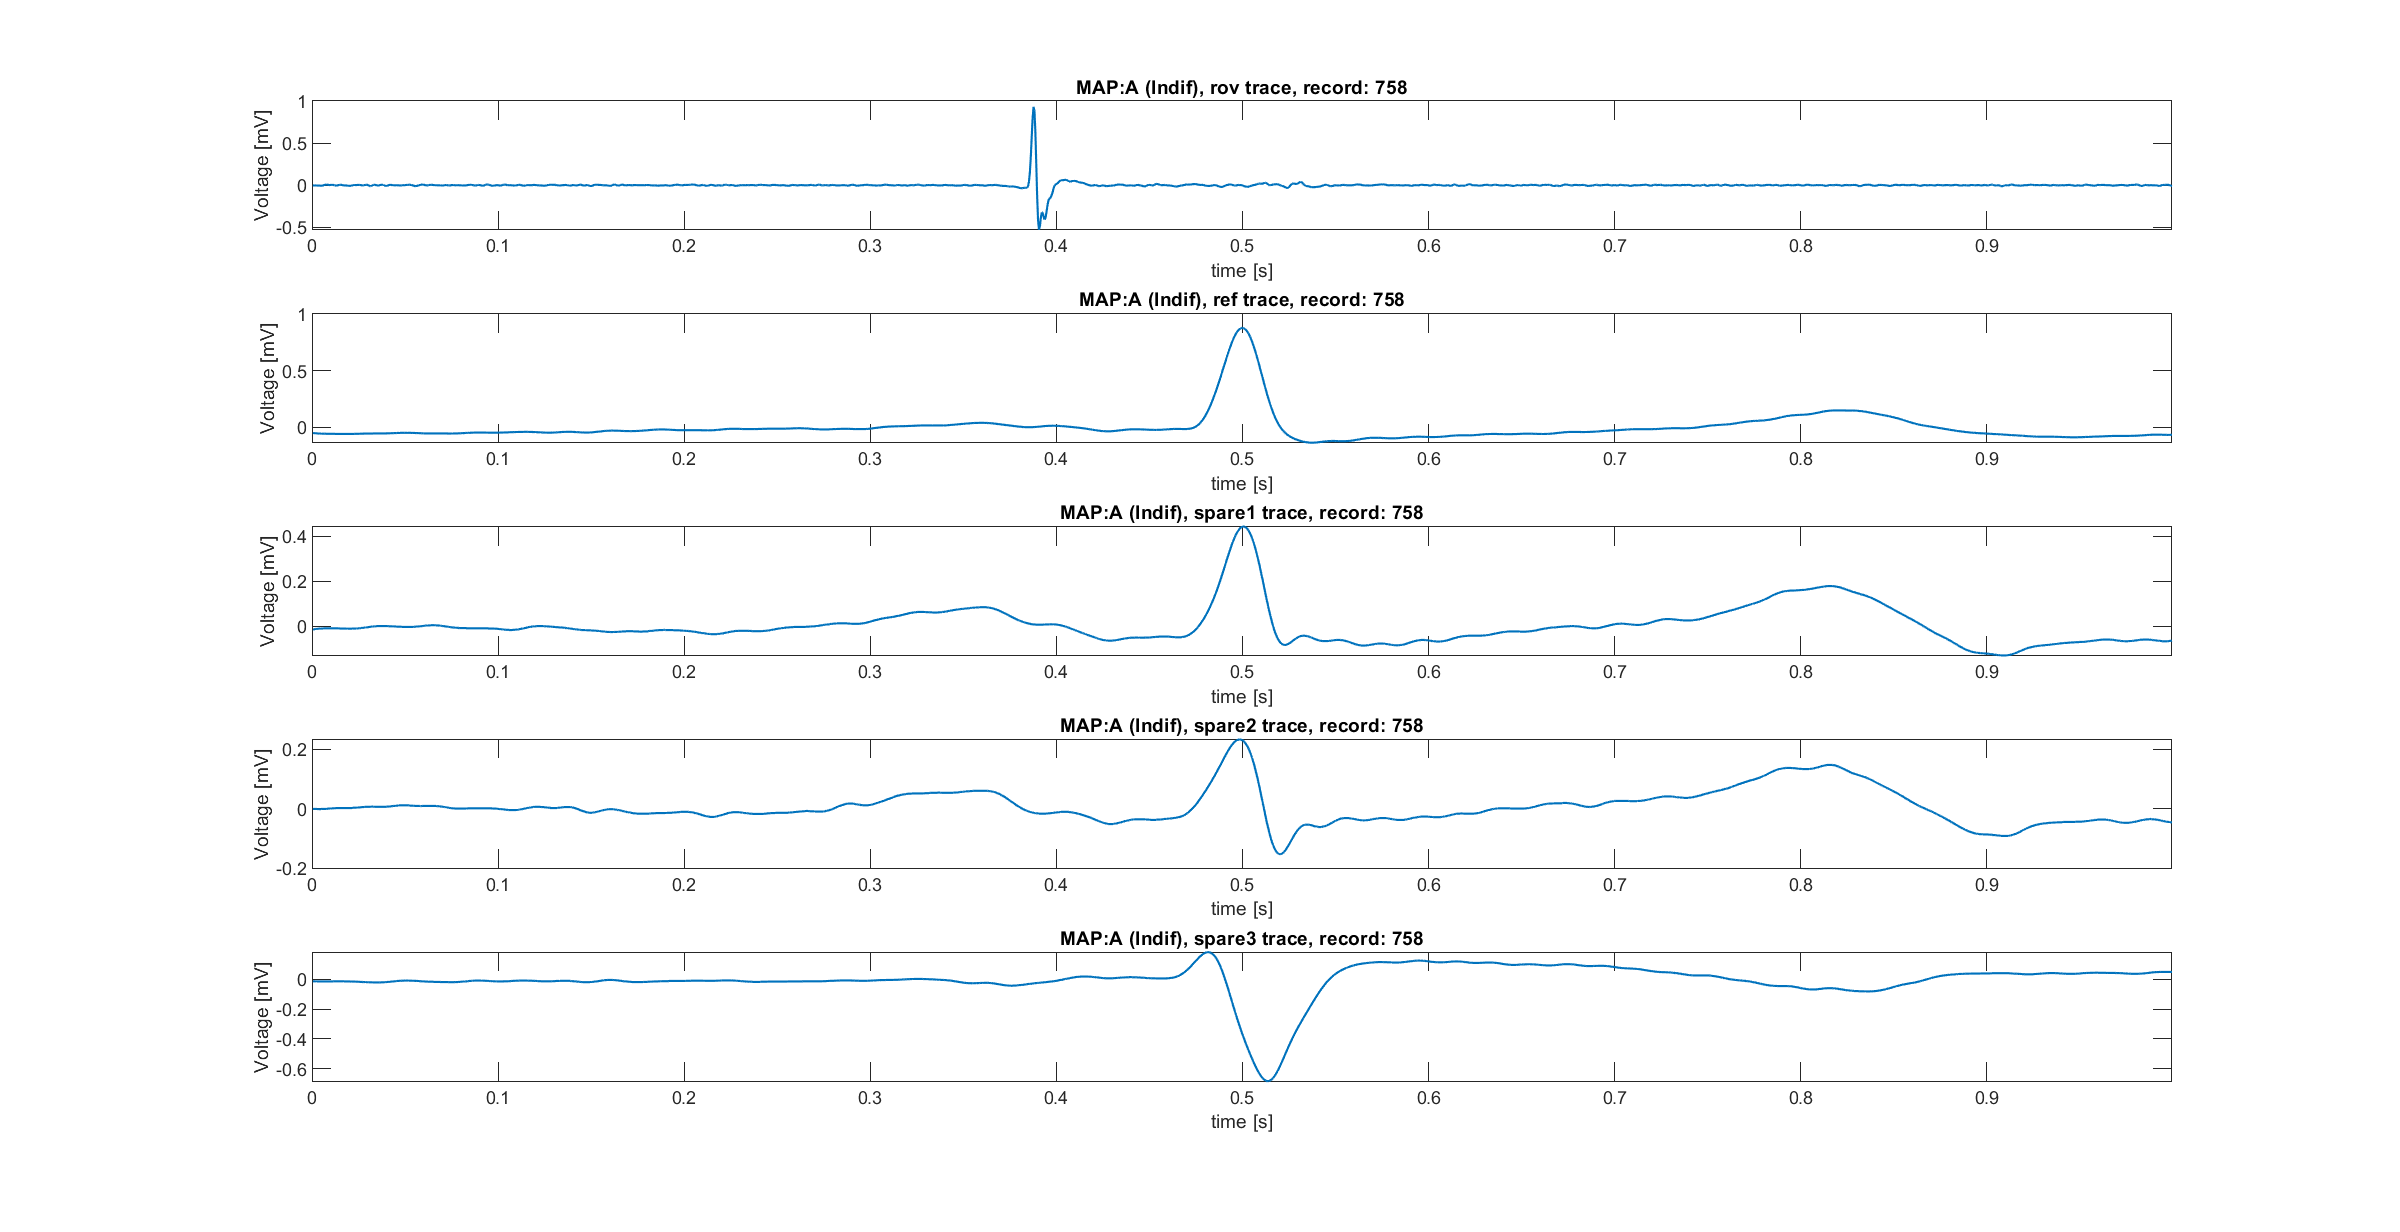 MAP:A (Indif), rov trace, record: 758
Voltage [mV]
1
0.5
0
-0.5
0 0.1 0.2 0.3 0.4 0.5 0.6 0.7 0.8 0.9
time [s]
MAP:A (Indif), ref trace, record: 758
Voltage [mV]
1
0.5
0
0 0.1 0.2 0.3 0.4 0.5 0.6 0.7 0.8 0.9
time [s]
MAP:A (Indif), spare1 trace, record: 758
Voltage [mV]
0.4
0.2
0
0 0.1 0.2 0.3 0.4 0.5 0.6 0.7 0.8 0.9
time [s]
MAP:A (Indif), spare2 trace, record: 758
Voltage [mV]
0.2
0
-0.2
0 0.1 0.2 0.3 0.4 0.5 0.6 0.7 0.8 0.9
time [s]
MAP:A (Indif), spare3 trace, record: 758
Voltage [mV]
0
-0.2
-0.4
-0.6
0 0.1 0.2 0.3 0.4 0.5 0.6 0.7 0.8 0.9
time [s]